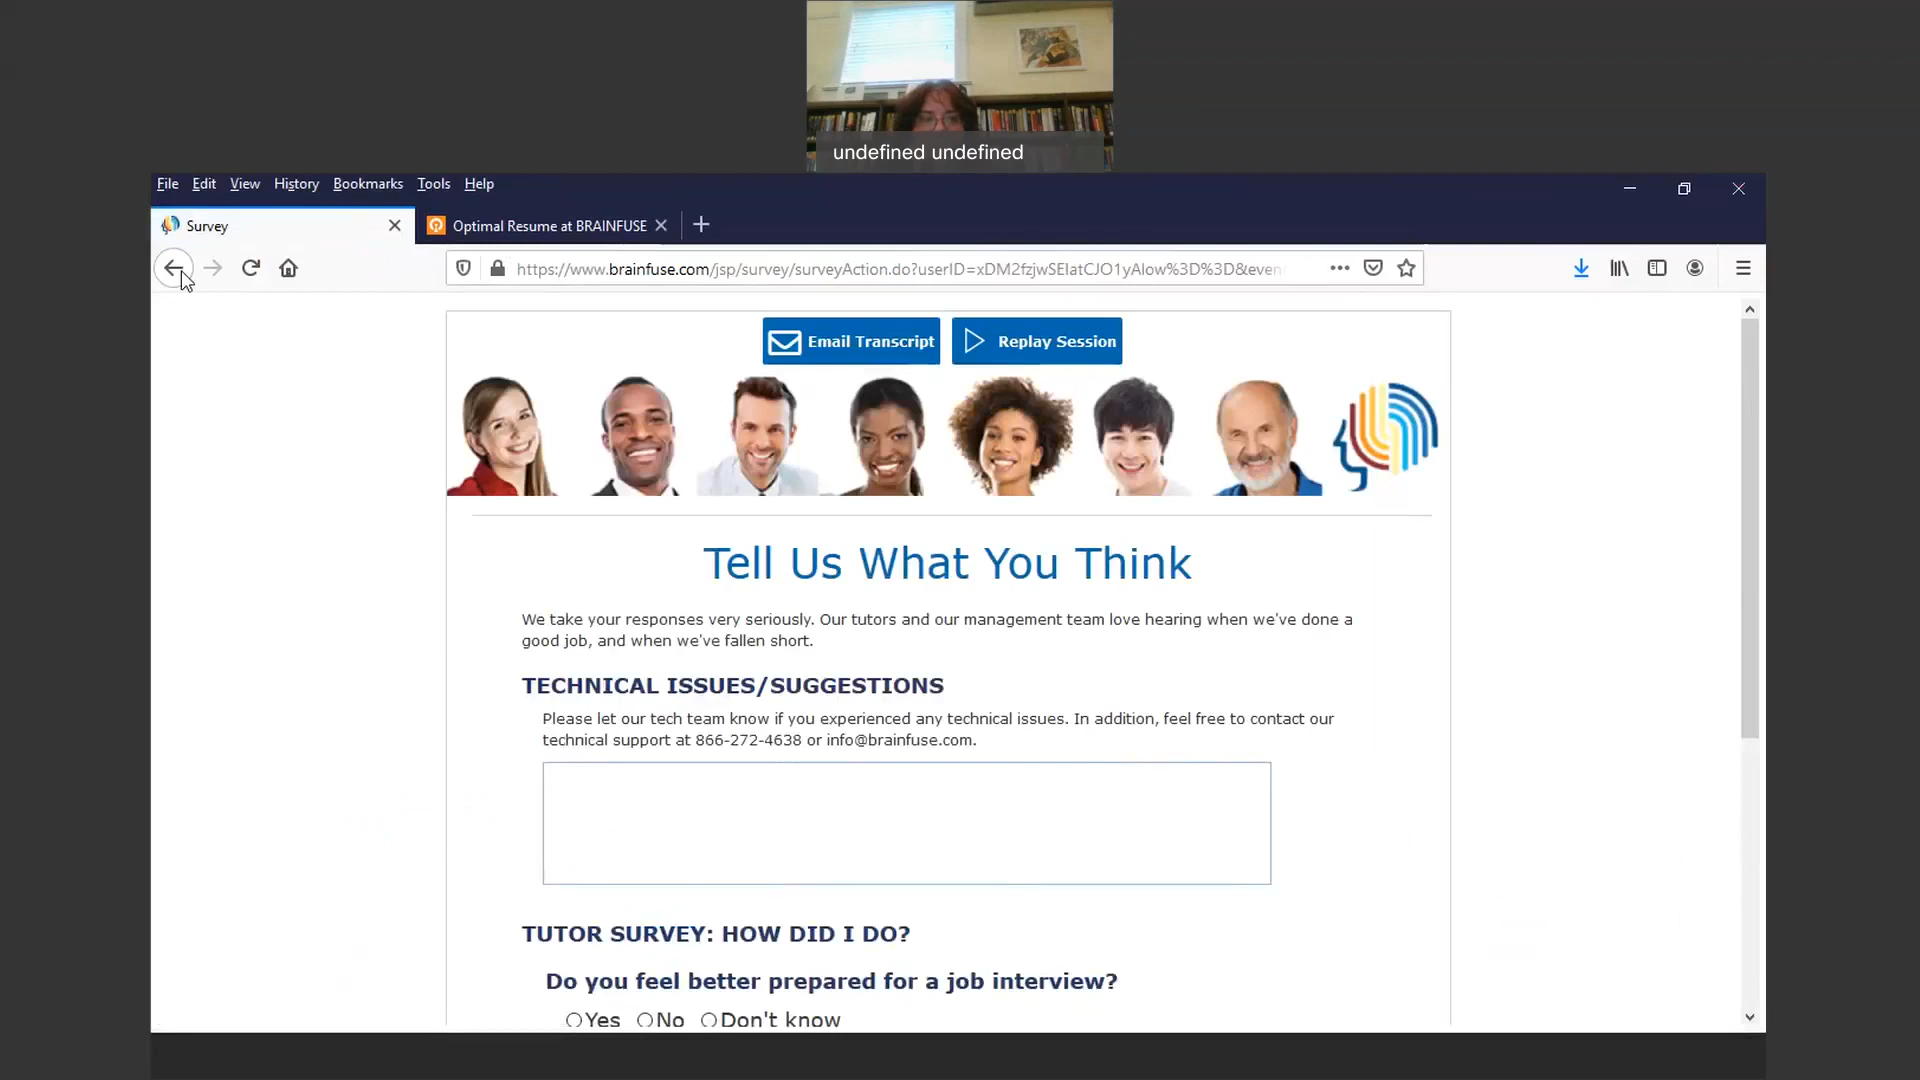 undefined undefined
File Edit View History Bookmarks Tools Help
Survey
Optimal Resume at BRAINFUSE
https://www.brainfuse.com/jsp/survey/surveyAction.do?userID=xDM2fzjwSElatCJO1yAlow%3D%3D&even
Email Transcript
Replay Session
Tell Us What You Think
We take your responses very seriously. Our tutors and our management team love hearing when we've done a
good job, and when we've fallen short.
TECHNICAL ISSUES/SUGGESTIONS
Please let our tech team know if you experienced any technical issues. In addition, feel free to contact our
technical support at 866-272-4638 or info@brainfuse.com.
TUTOR SURVEY: HOW DID I DO?
Do you feel better prepared for a job interview?
Yes No Don't know